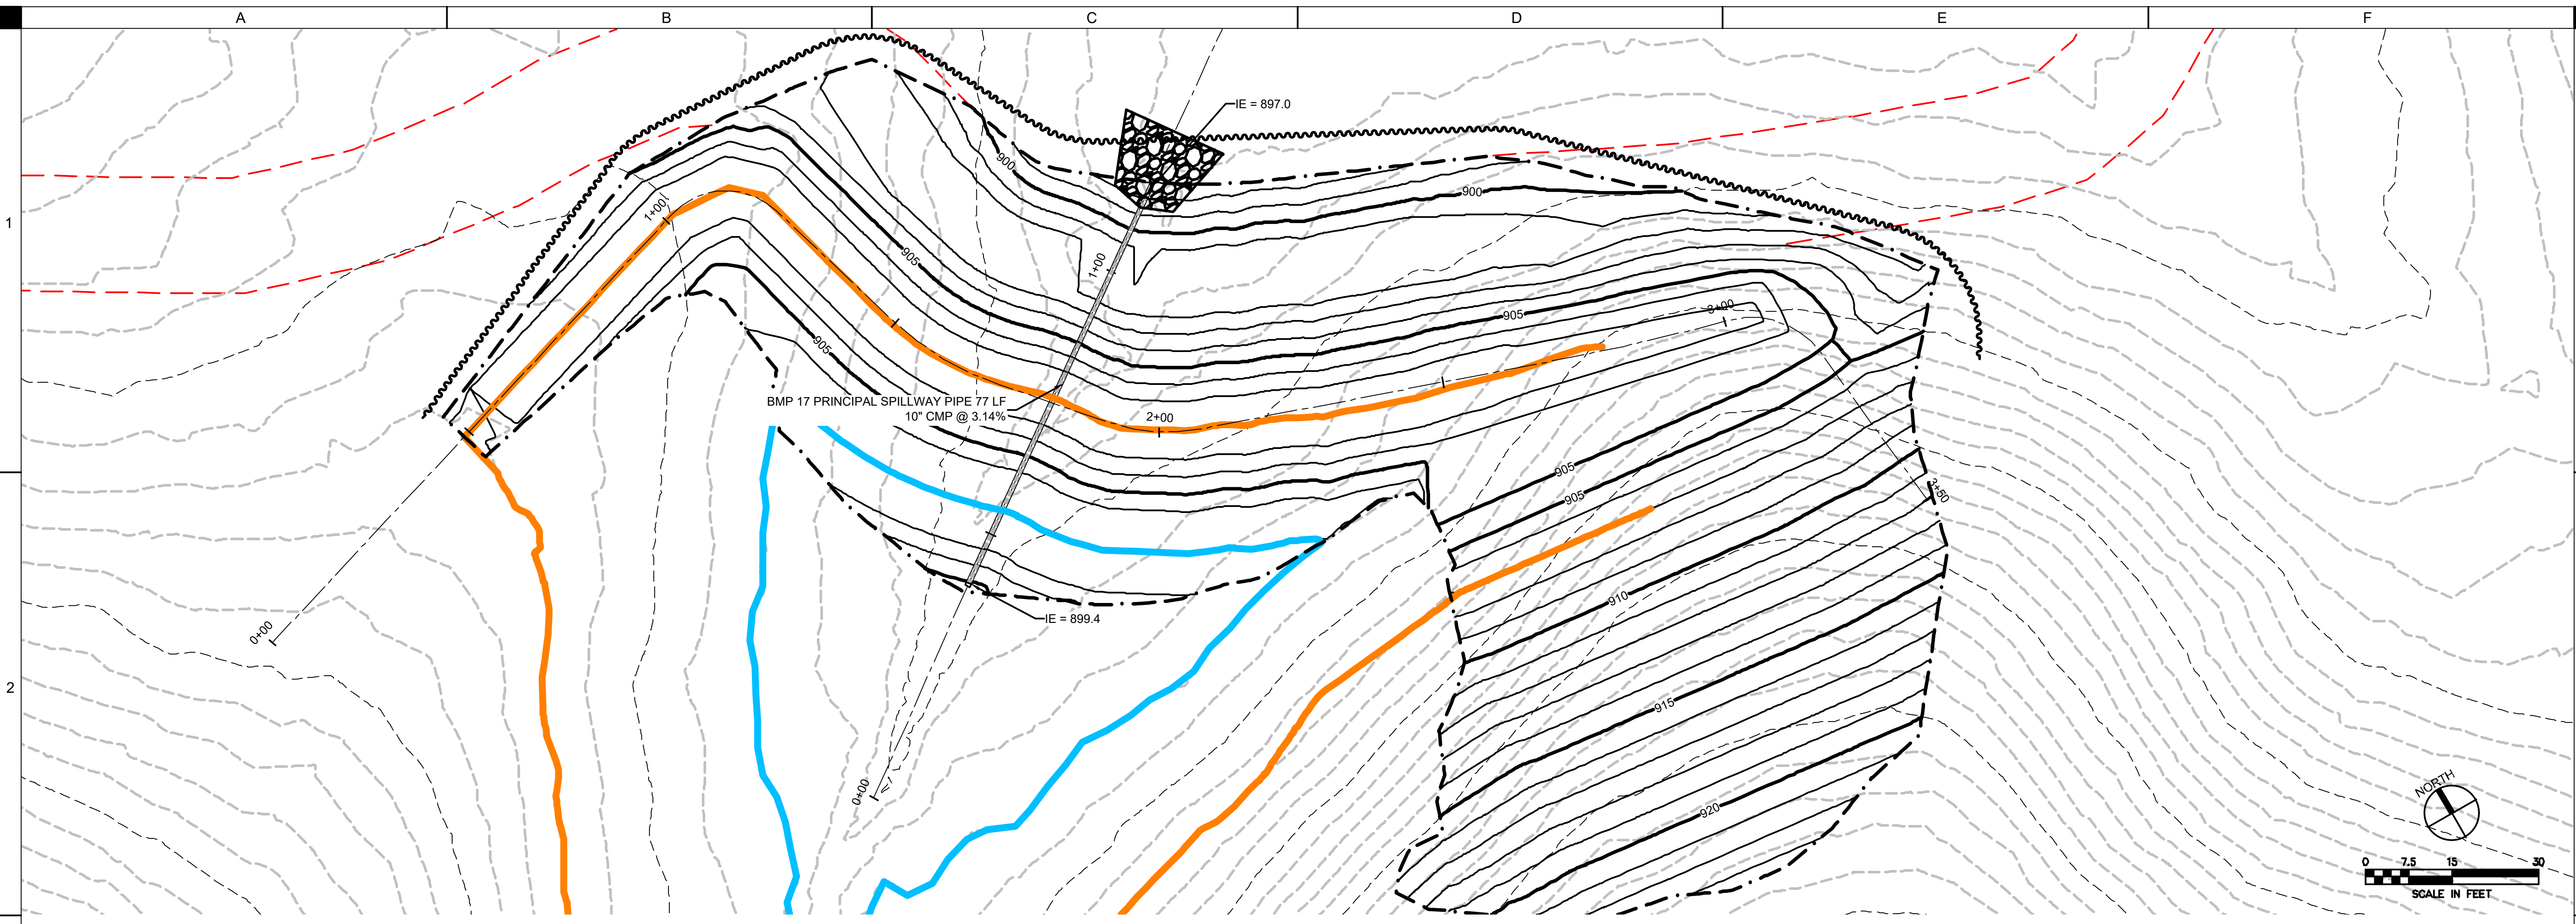 A B C D E F
1
2
IE = 897.0
900
900
1+00
905
1+00
905
905
3+00
BMP 17 PRINCIPAL SPILLWAY PIPE 77 LF
10" CMP @ 3.14%
2+00
905
905
3+50
910
IE = 899.4
0+00
915
0+00
920
NORTH
0 7.5 15 30
SCALE IN FEET